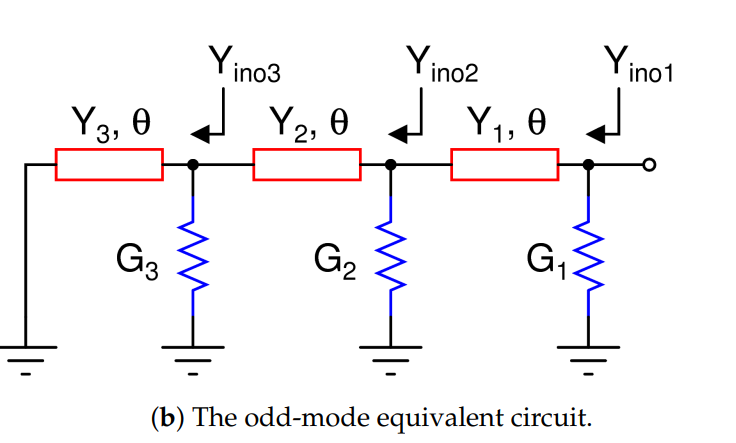 Yino3 Yino2 Yino1
Y3, θ Y2, θ Y1, θ
G3 G2 G1
(b) The odd-mode equivalent circuit.